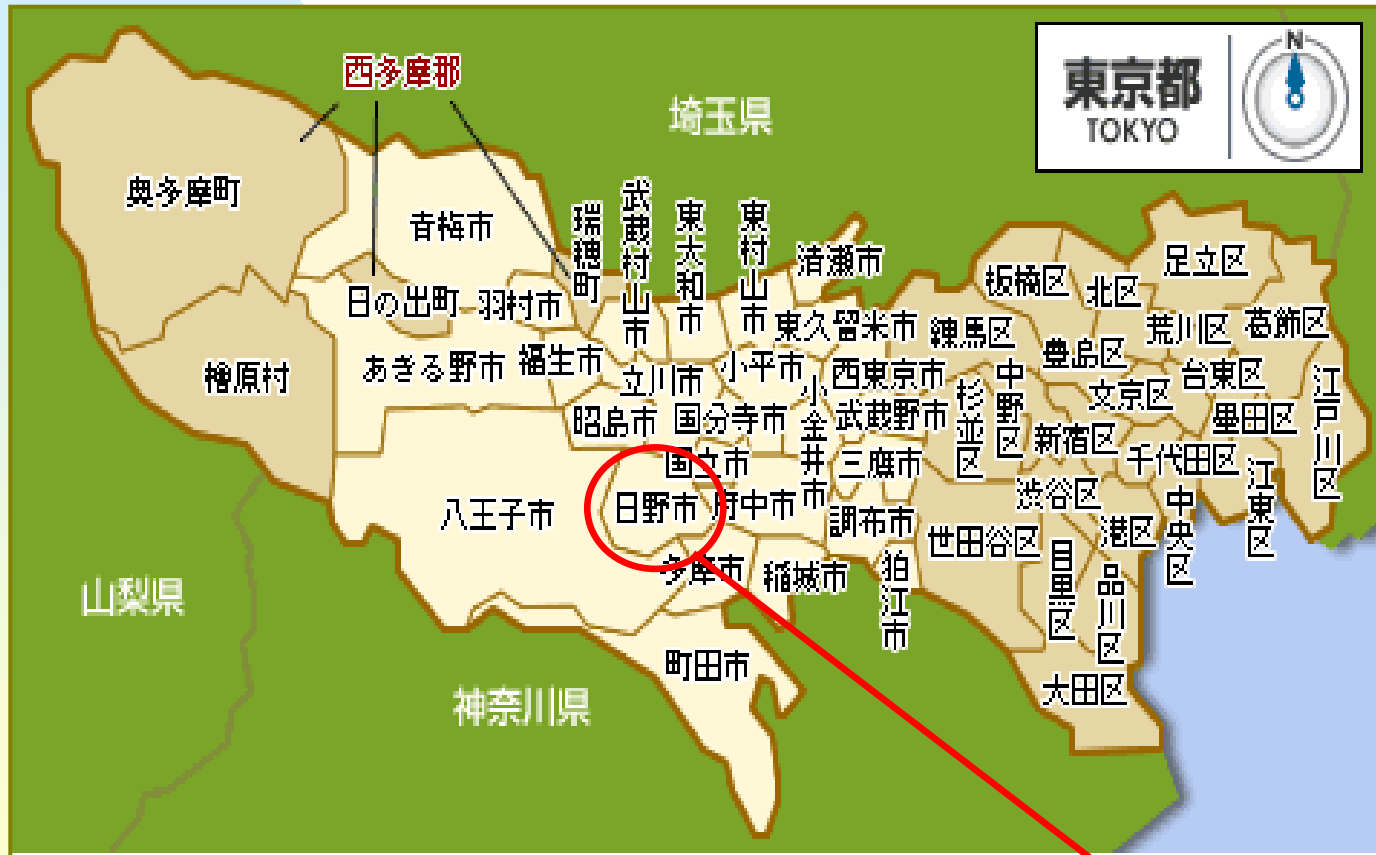 西多摩郡
埼玉県
東京都
TOKYO
N
奥多摩町
青梅市
瑞穂町
武蔵村山市
東大和市
東村山市
清瀬市
板橋区
北区
足立区
日の出町
羽村市
東久留米市
練馬区
豊島区
荒川区
葛飾区
檜原村
あきる野市
福生市
立川市
小平市
西東京市
中野区
文京区
台東区
江戸川区
昭島市
国分寺市
小金井市
武蔵野市
杉並区
新宿区
墨田区
国立市
三鷹市
千代田区
八王子市
日野市
府中市
調布市
世田谷区
渋谷区
港区
中央区
江東区
多摩市
稲城市
狛江市
目黒区
品川区
山梨県
町田市
大田区
神奈川県